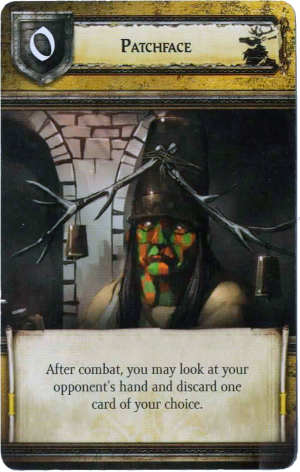 0
PATCHFACE
After combat, you may look at your
opponent's hand and discard one
card of your choice.